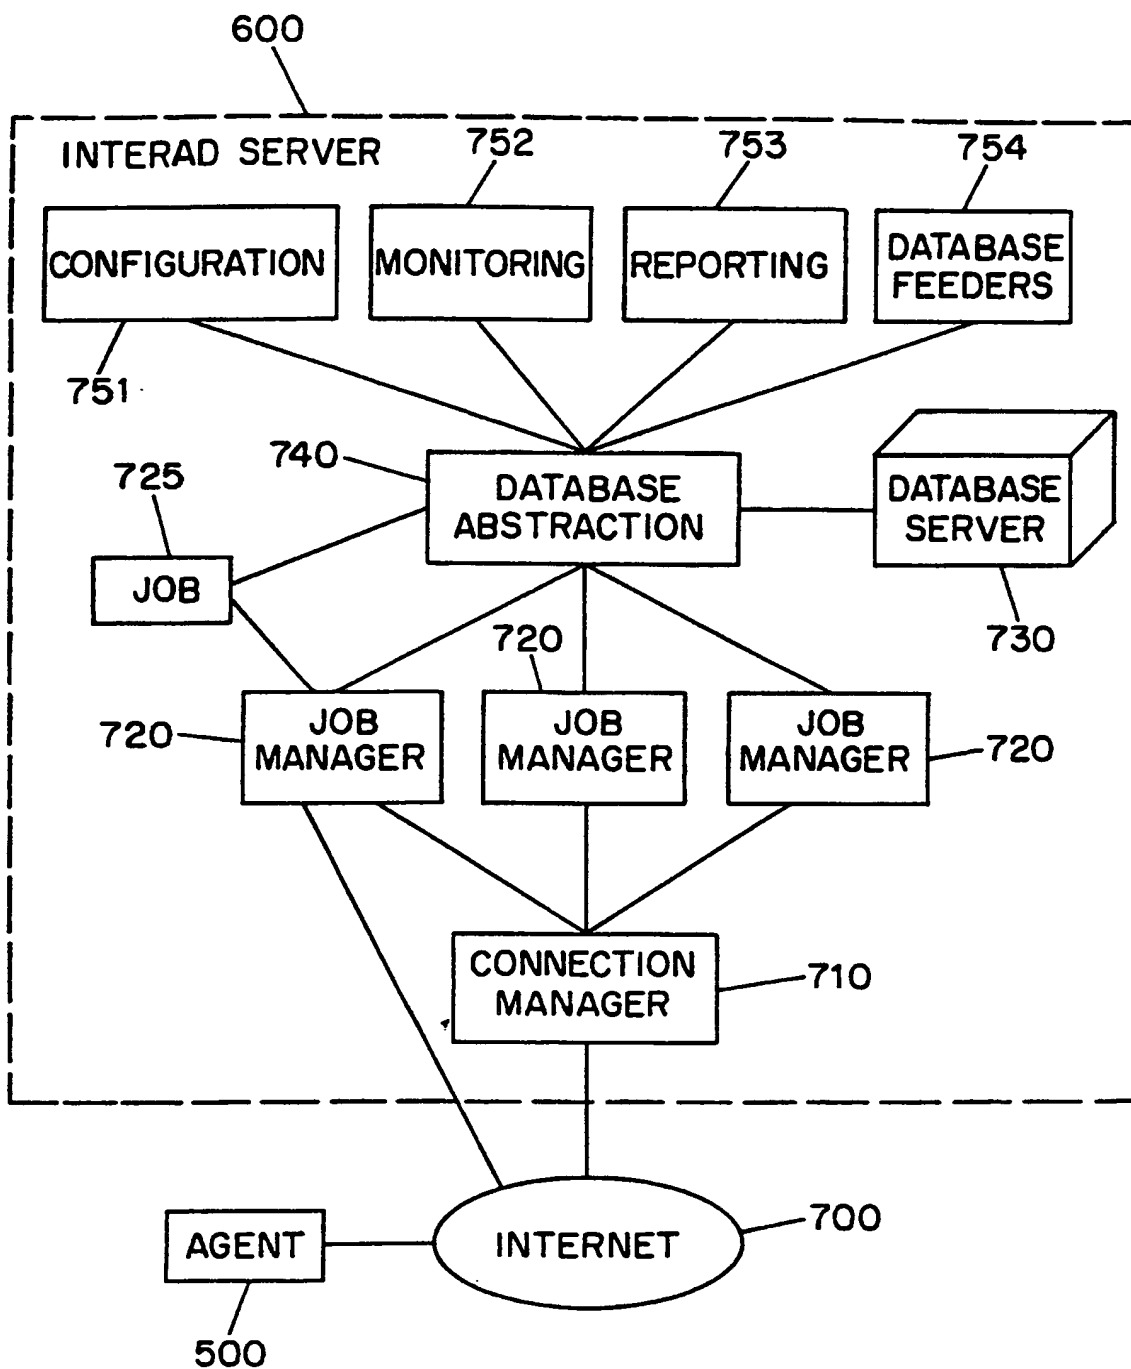 600
INTERAD SERVER
752
753
754
CONFIGURATION
MONITORING
REPORTING
DATABASE
FEEDERS
751
740
DATABASE
ABSTRACTION
DATABASE
SERVER
725
JOB
730
720
720
JOB
MANAGER
JOB
MANAGER
JOB
MANAGER
720
CONNECTION
MANAGER
710
700
AGENT
INTERNET
500